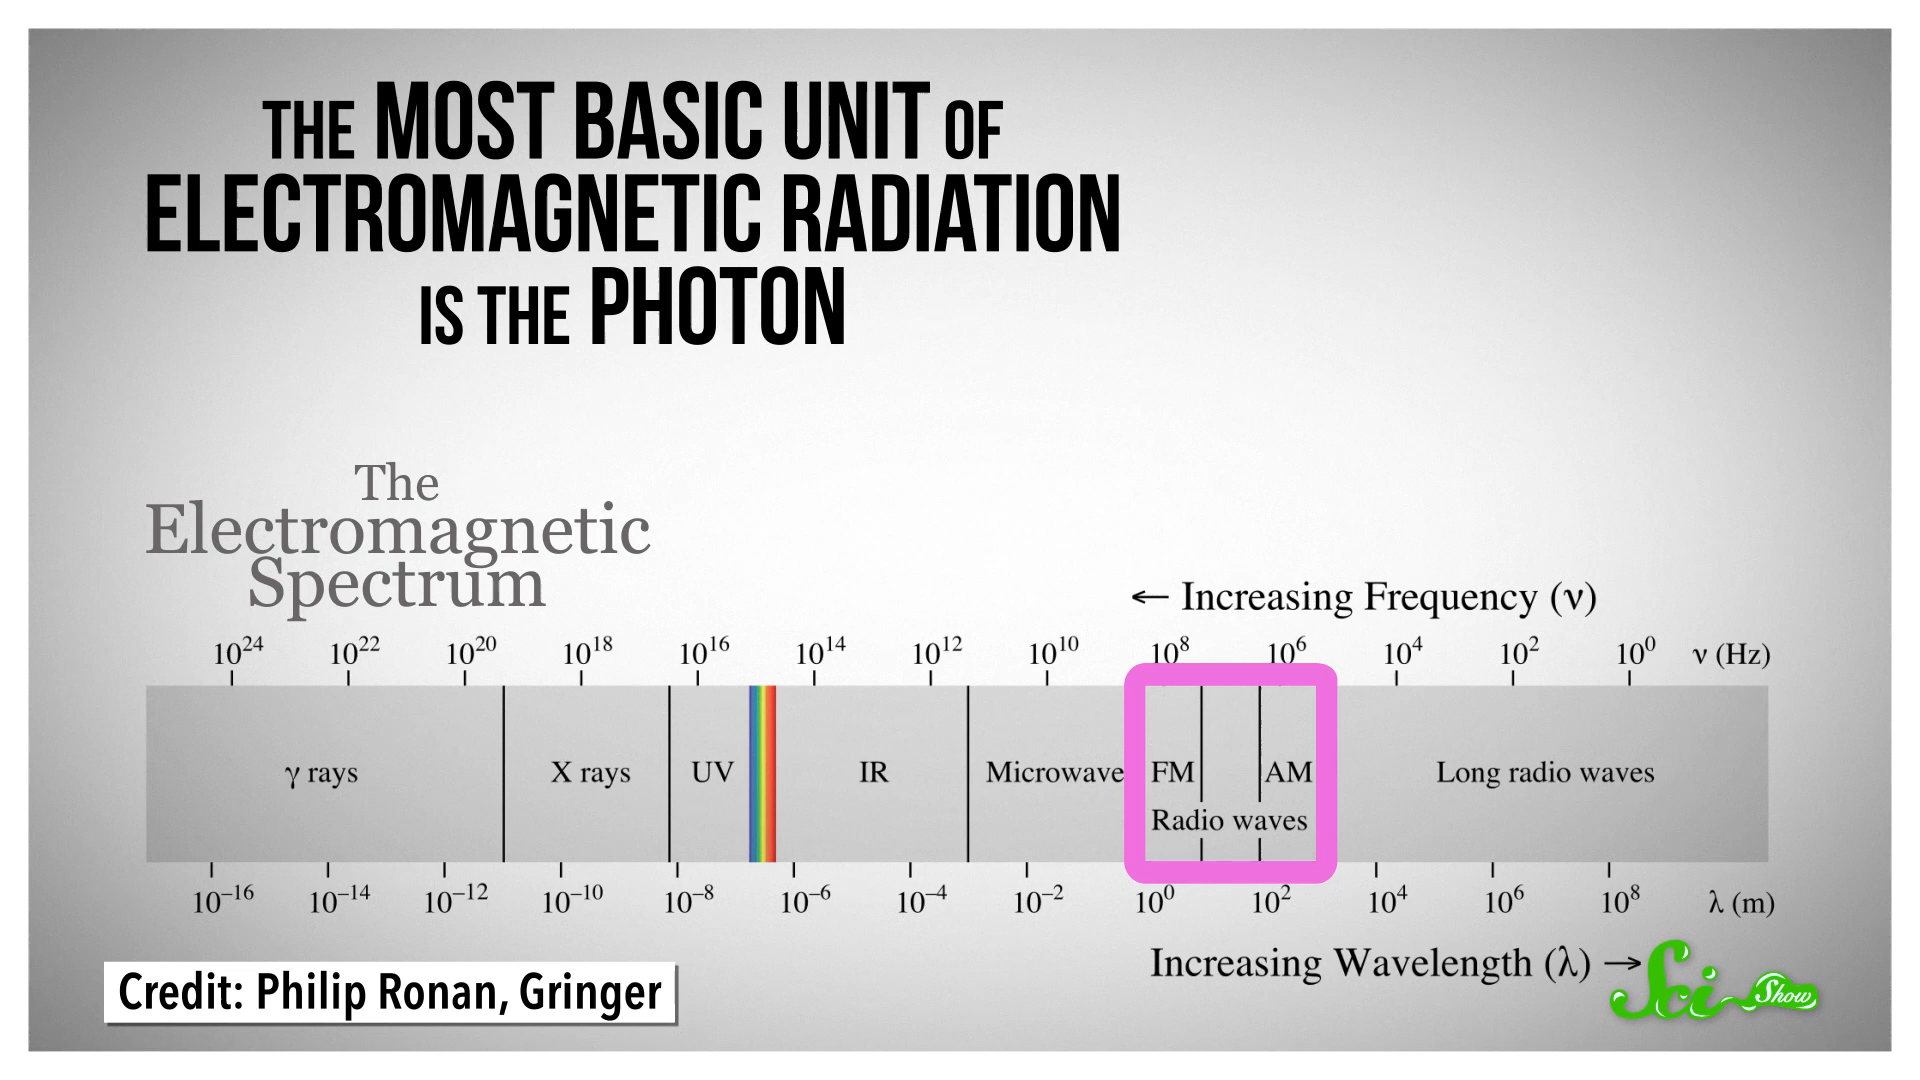 THE MOST BASIC UNIT OF
ELECTROMAGNETIC RADIATION
IS THE PHOTON
The
Electromagnetic
Spectrum
← Increasing Frequency (ν)
10²⁴ 10²² 10²⁰ 10¹⁸ 10¹⁶ 10¹⁴ 10¹² 10¹⁰ 10⁸ 10⁶ 10⁴ 10² 10⁰ ν (Hz)
γ rays X rays UV IR Microwave FM AM Long radio waves
Radio waves
10⁻¹⁶ 10⁻¹⁴ 10⁻¹² 10⁻¹⁰ 10⁻⁸ 10⁻⁶ 10⁻⁴ 10⁻² 10⁰ 10² 10⁴ 10⁶ 10⁸ λ (m)
Increasing Wavelength (λ) →
Credit: Philip Ronan, Gringer
Sci Show